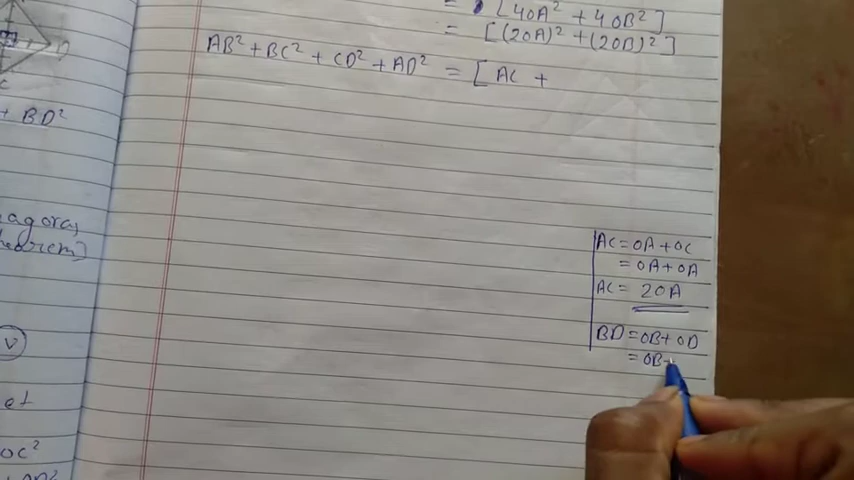 D
C
+ BD²
agoras
heorem)
V
et
OC²
= [4OA² + 4OB²]
= [(2OA)² + (2OB)²]
AB² + BC² + CD² + AD² = [AC +
AC = OA + OC
= OA + OA
AC = 2OA
BD = OB + OD
= OB +